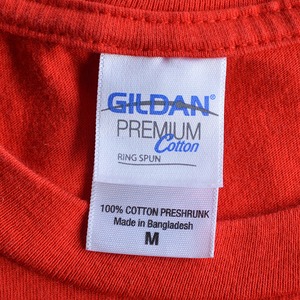 GILDAN®
PREMIUM
Cotton
RING SPUN
100% COTTON PRESHRUNK
Made in Bangladesh
M